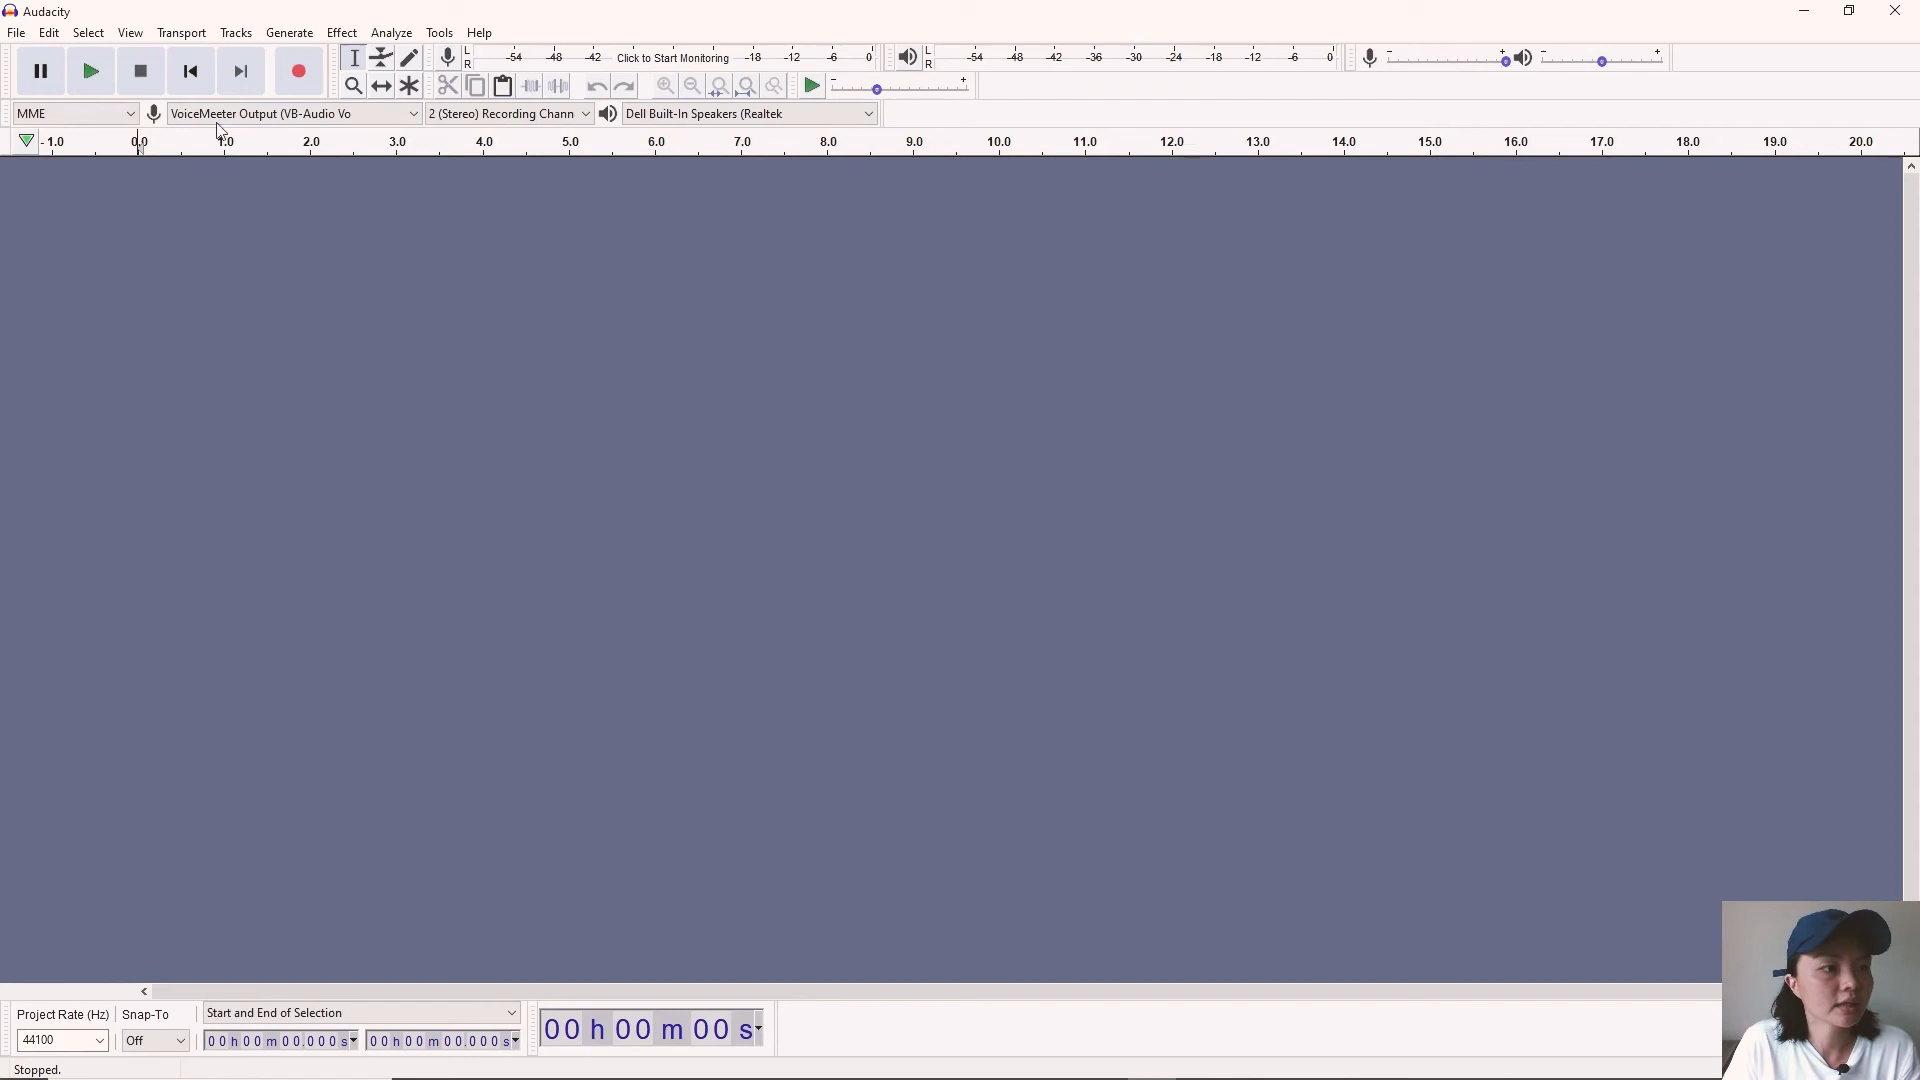 Audacity
File Edit Select View Transport Tracks Generate Effect Analyze Tools Help
L
R
-54 -48 -42 Click to Start Monitoring -18 -12 -6 0
L
R
-54 -48 -42 -36 -30 -24 -18 -12 -6 0
- + - +
- +
MME VoiceMeeter Output (VB-Audio Vo 2 (Stereo) Recording Chann Dell Built-In Speakers (Realtek
- 1.0 0.0 1.0 2.0 3.0 4.0 5.0 6.0 7.0 8.0 9.0 10.0 11.0 12.0 13.0 14.0 15.0 16.0 17.0 18.0 19.0 20.0
Project Rate (Hz) Snap-To Start and End of Selection
44100 Off 00 h 00 m 00.000 s 00 h 00 m 00.000 s
00 h 00 m 00 s
Stopped.